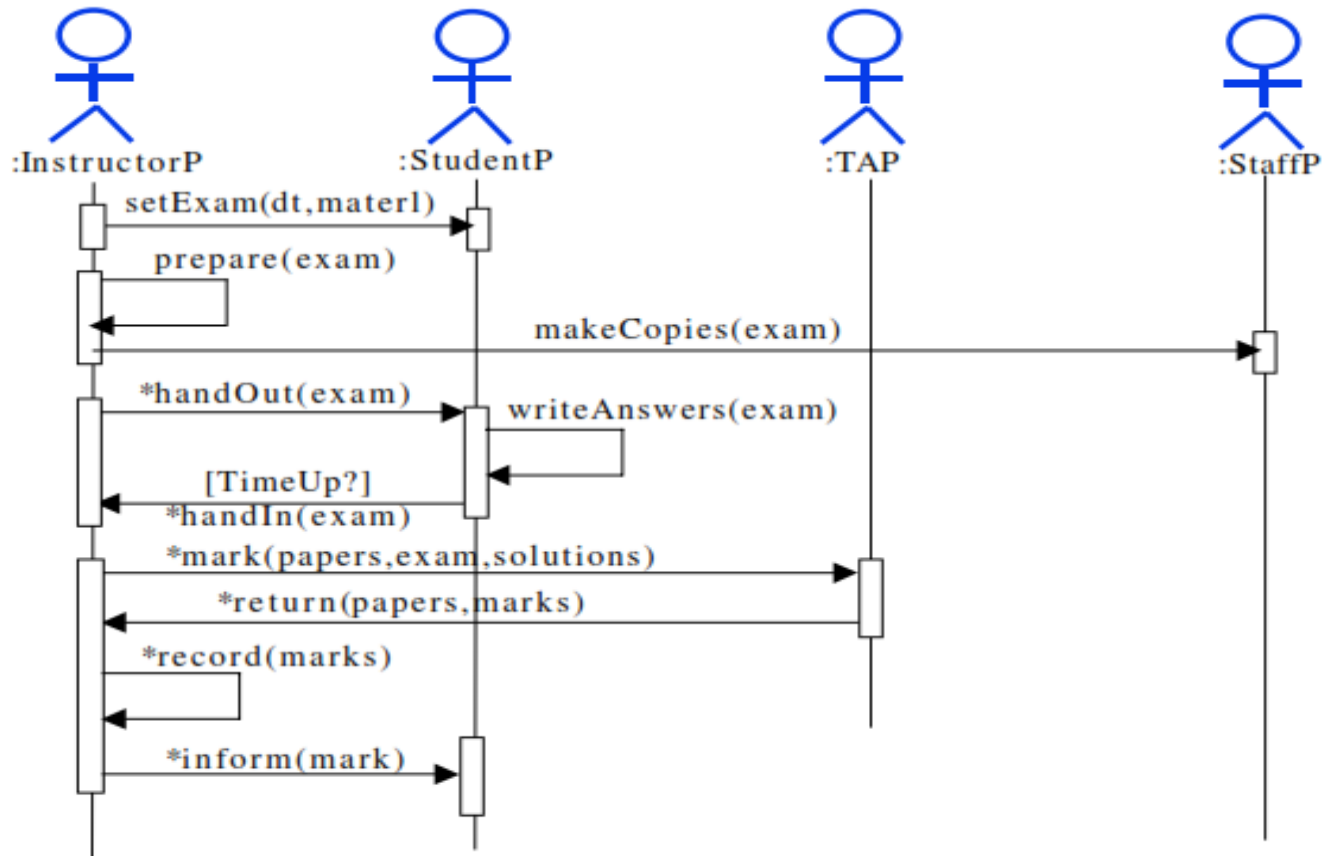 :InstructorP
:StudentP
:TAP
:StaffP
setExam(dt,materl)
prepare(exam)
makeCopies(exam)
*handOut(exam)
writeAnswers(exam)
[TimeUp?]
*handIn(exam)
*mark(papers,exam,solutions)
*return(papers,marks)
*record(marks)
*inform(mark)